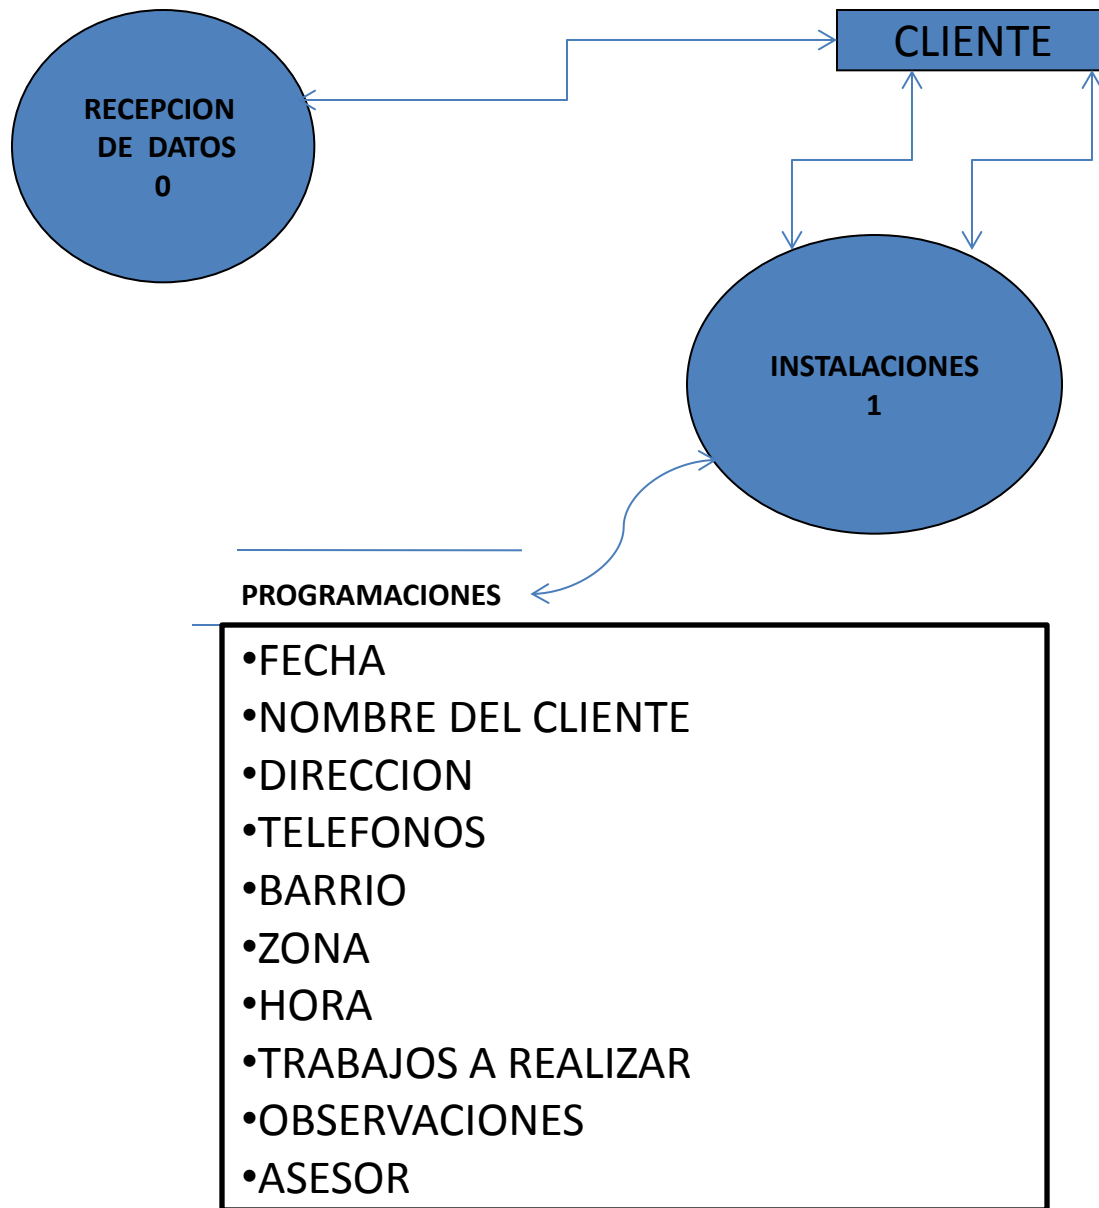 CLIENTE
RECEPCION
DE DATOS
0
INSTALACIONES
1
PROGRAMACIONES
•FECHA
•NOMBRE DEL CLIENTE
•DIRECCION
•TELEFONOS
•BARRIO
•ZONA
•HORA
•TRABAJOS A REALIZAR
•OBSERVACIONES
•ASESOR